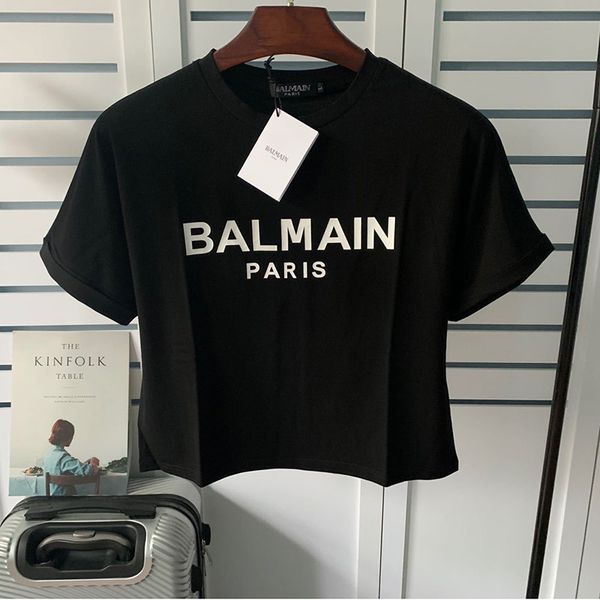 BALMAIN
PARIS
BALMAIN
BALMAIN
PARIS
THE
KINFOLK
TABLE